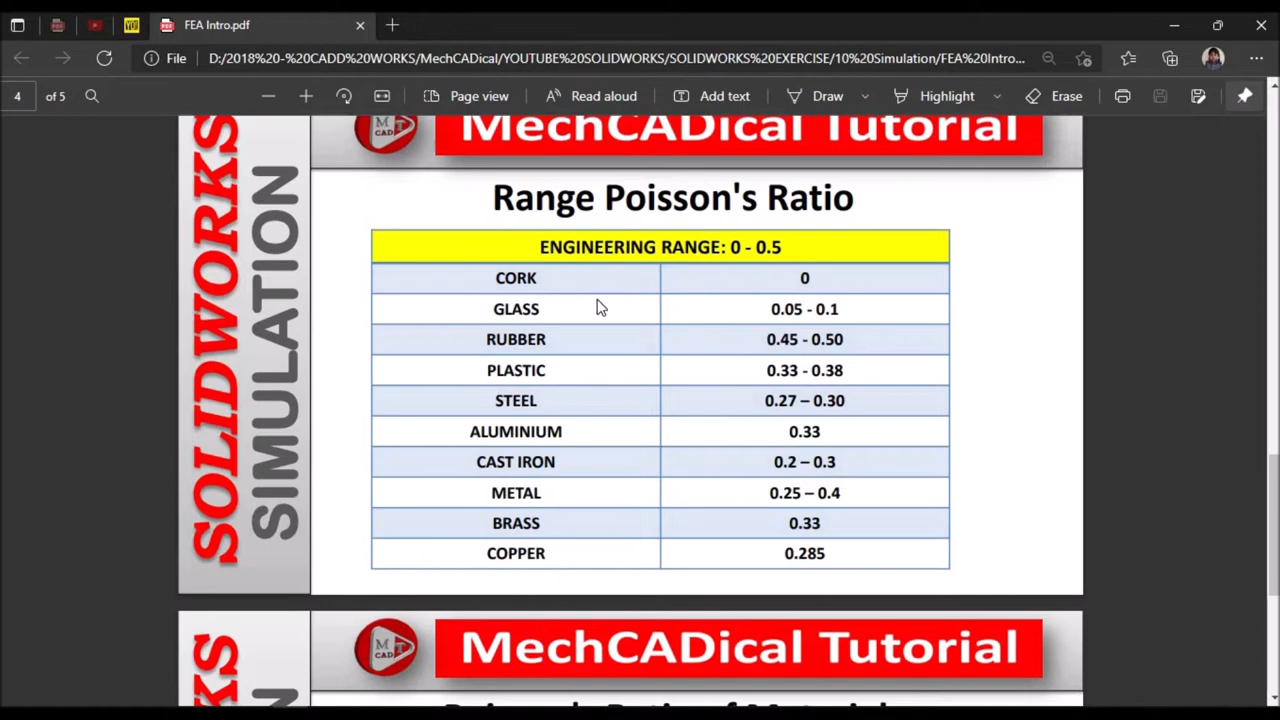 FEA Intro.pdf
File
D:/2018%20-%20CADD%20WORKS/MechCADical/YOUTUBE%20SOLIDWORKS/SOLIDWORKS%20EXERCISE/10%20Simulation/FEA%20Intro...
4 of 5
Page view
Read aloud
Add text
Draw
Highlight
Erase
SOLIDWORKS
SIMULATION
MT
CAD
MechCADical Tutorial
Range Poisson's Ratio
ENGINEERING RANGE: 0 - 0.5
CORK 0
GLASS 0.05 - 0.1
RUBBER 0.45 - 0.50
PLASTIC 0.33 - 0.38
STEEL 0.27 – 0.30
ALUMINIUM 0.33
CAST IRON 0.2 – 0.3
METAL 0.25 – 0.4
BRASS 0.33
COPPER 0.285
MT
CAD
MechCADical Tutorial